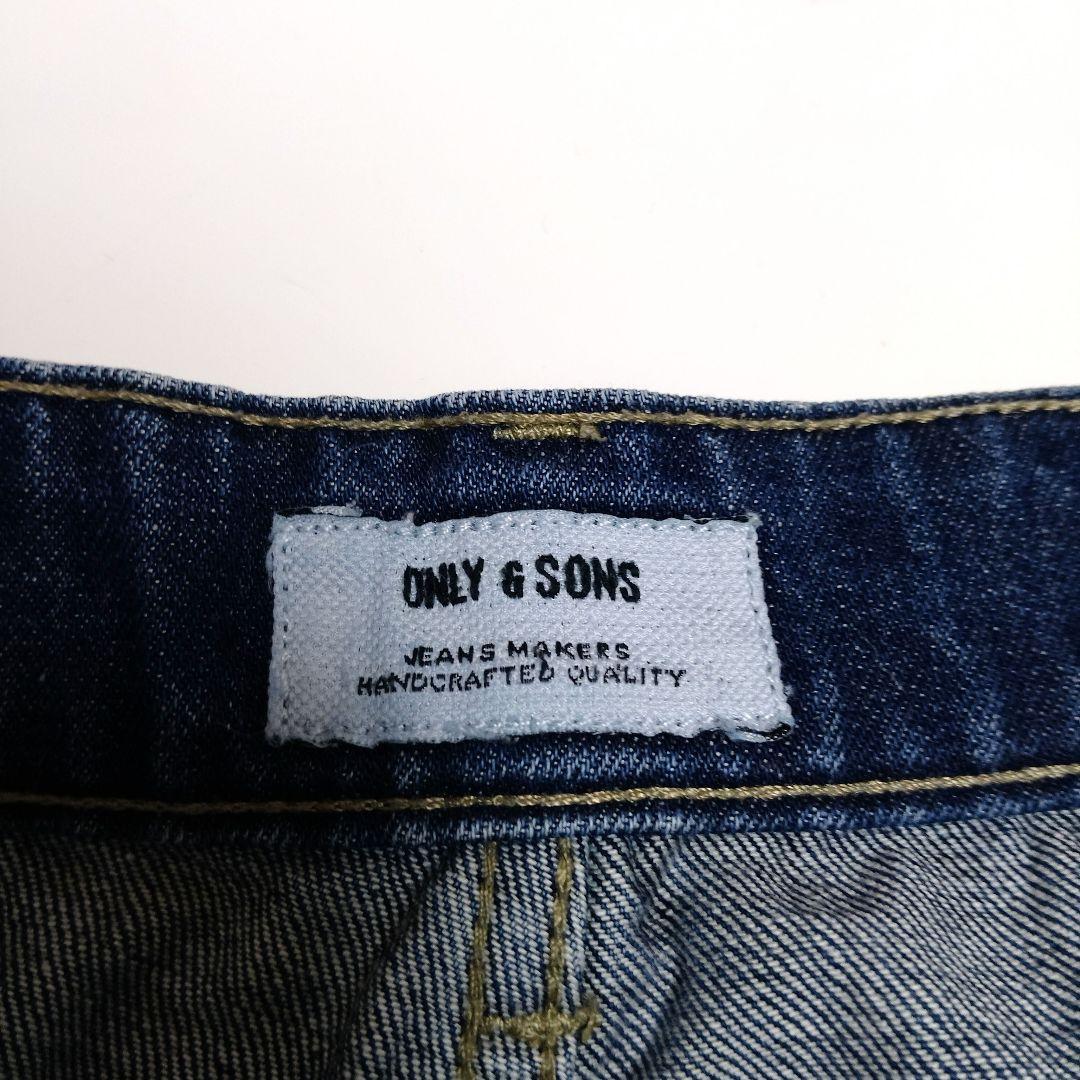 ONLY & SONS
JEANS MAKERS
HANDCRAFTED QUALITY